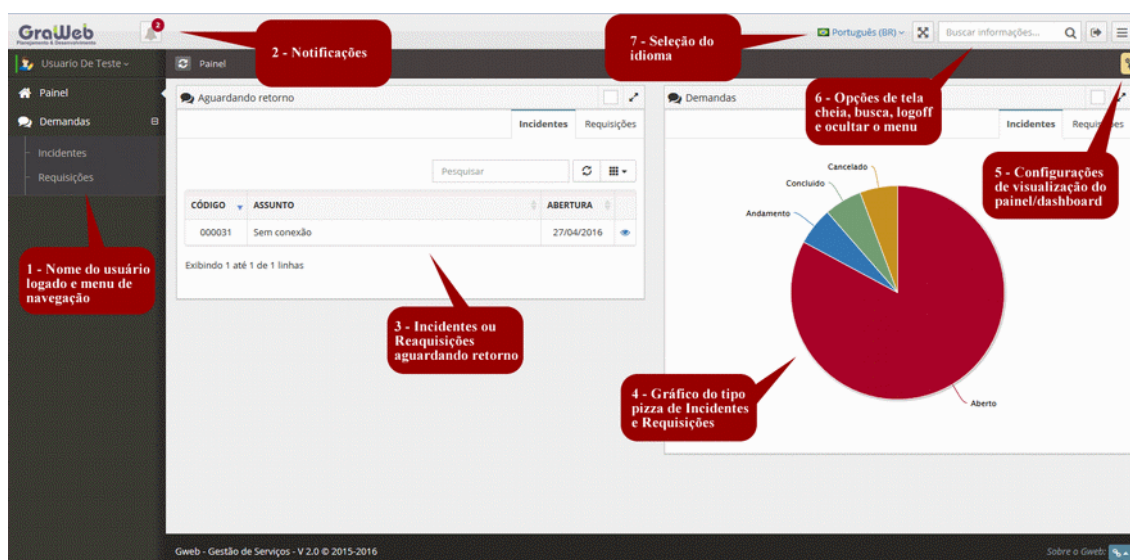 GraWeb
Planejamento & Desenvolvimento
2
2 - Notificações
7 - Seleção do
idioma
Português (BR)
Buscar informações...
Usuario De Teste
Painel
Painel
Demandas
Incidentes
Requisições
1 - Nome do usuário
logado e menu de
navegação
Aguardando retorno
Incidentes Requisições
Pesquisar
CÓDIGO ASSUNTO ABERTURA
000031 Sem conexão 27/04/2016
Exibindo 1 até 1 de 1 linhas
3 - Incidentes ou
Reaquisições
aguardando retorno
Demandas
6 - Opções de tela
cheia, busca, logoff
e ocultar o menu
Incidentes Requisições
5 - Configurações
de visualização do
painel/dashboard
Cancelado
Concluido
Andamento
Aberto
4 - Gráfico do tipo
pizza de Incidentes
e Requisições
Gweb - Gestão de Serviços - V 2.0 © 2015-2016
Sobre o Gweb: